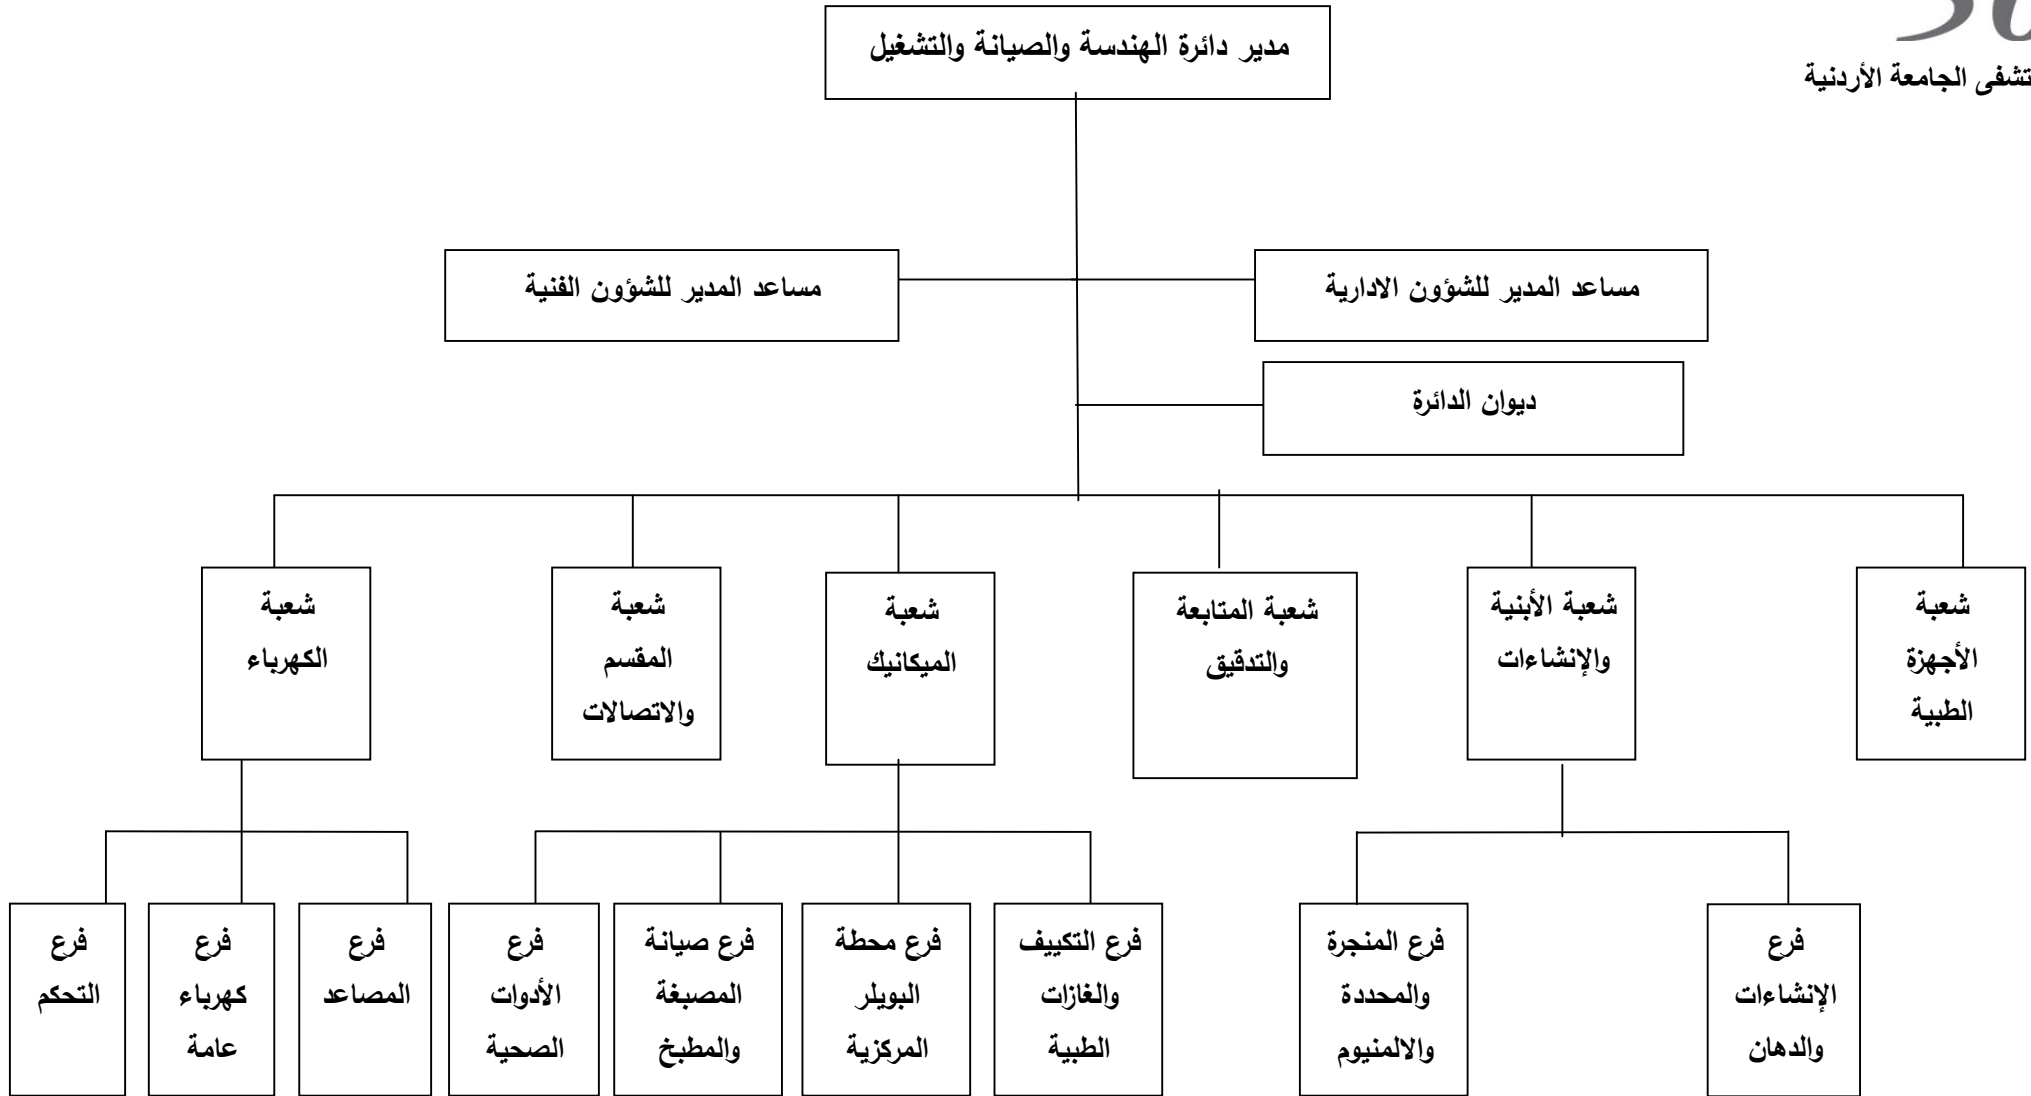 مدير دائرة الهندسة والصيانة والتشغيل
تشفى الجامعة الأردنية
مساعد المدير للشؤون الادارية
مساعد المدير للشؤون الفنية
ديوان الدائرة
شعبة
الأجهزة
الطبية
شعبة الأبنية
والإنشاءات
شعبة المتابعة
والتدقيق
شعبة
الميكانيك
شعبة
المقسم
والاتصالات
شعبة
الكهرباء
فرع
الإنشاءات
والدهان
فرع المنجرة
والمحددة
والالمنيوم
فرع التكييف
والغازات
الطبية
فرع محطة
البويلر
المركزية
فرع صيانة
المصبغة
والمطبخ
فرع
الأدوات
الصحية
فرع
المصاعد
فرع
كهرباء
عامة
فرع
التحكم